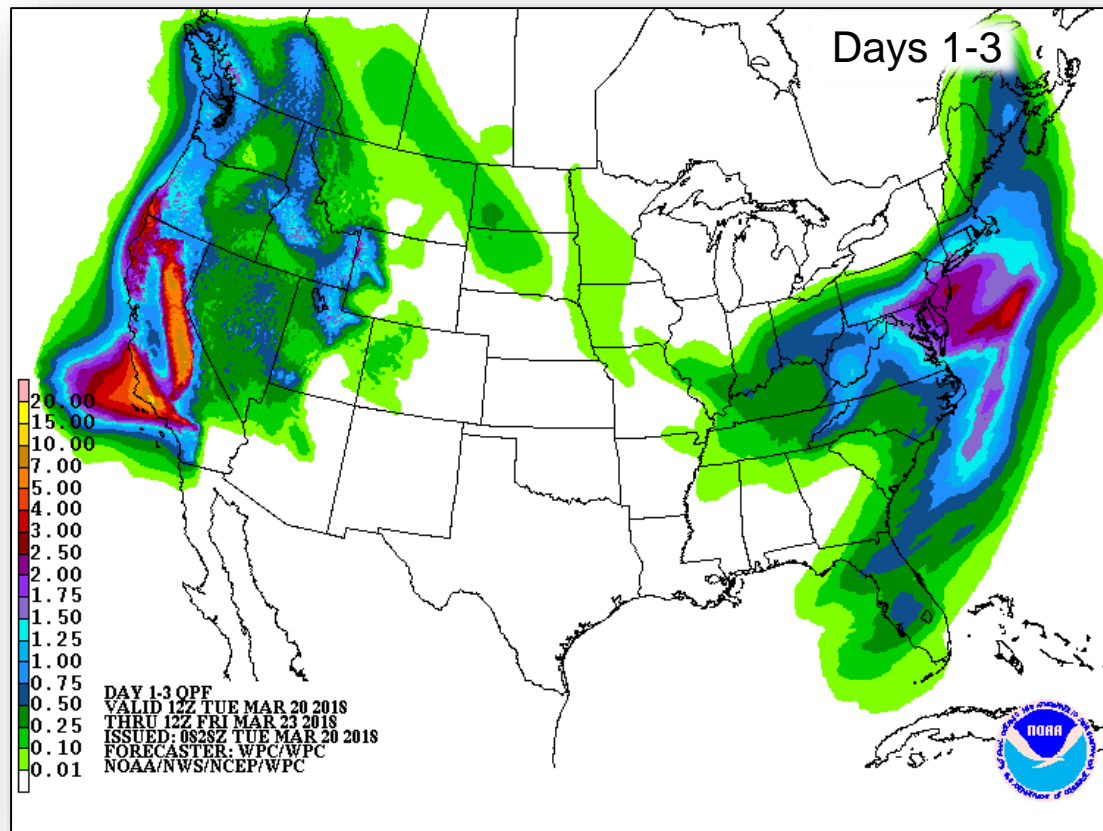 Days 1-3
20.00
15.00
10.00
7.00
5.00
4.00
3.00
2.50
2.00
1.75
1.50
1.25
1.00
0.75
0.50
0.25
0.10
0.01
DAY 1-3 QPF
VALID 12Z TUE MAR 20 2018
THRU 12Z FRI MAR 23 2018
ISSUED: 0828Z TUE MAR 20 2018
FORECASTER: WPC/WPC
NOAA/NWS/NCEP/WPC
NOAA